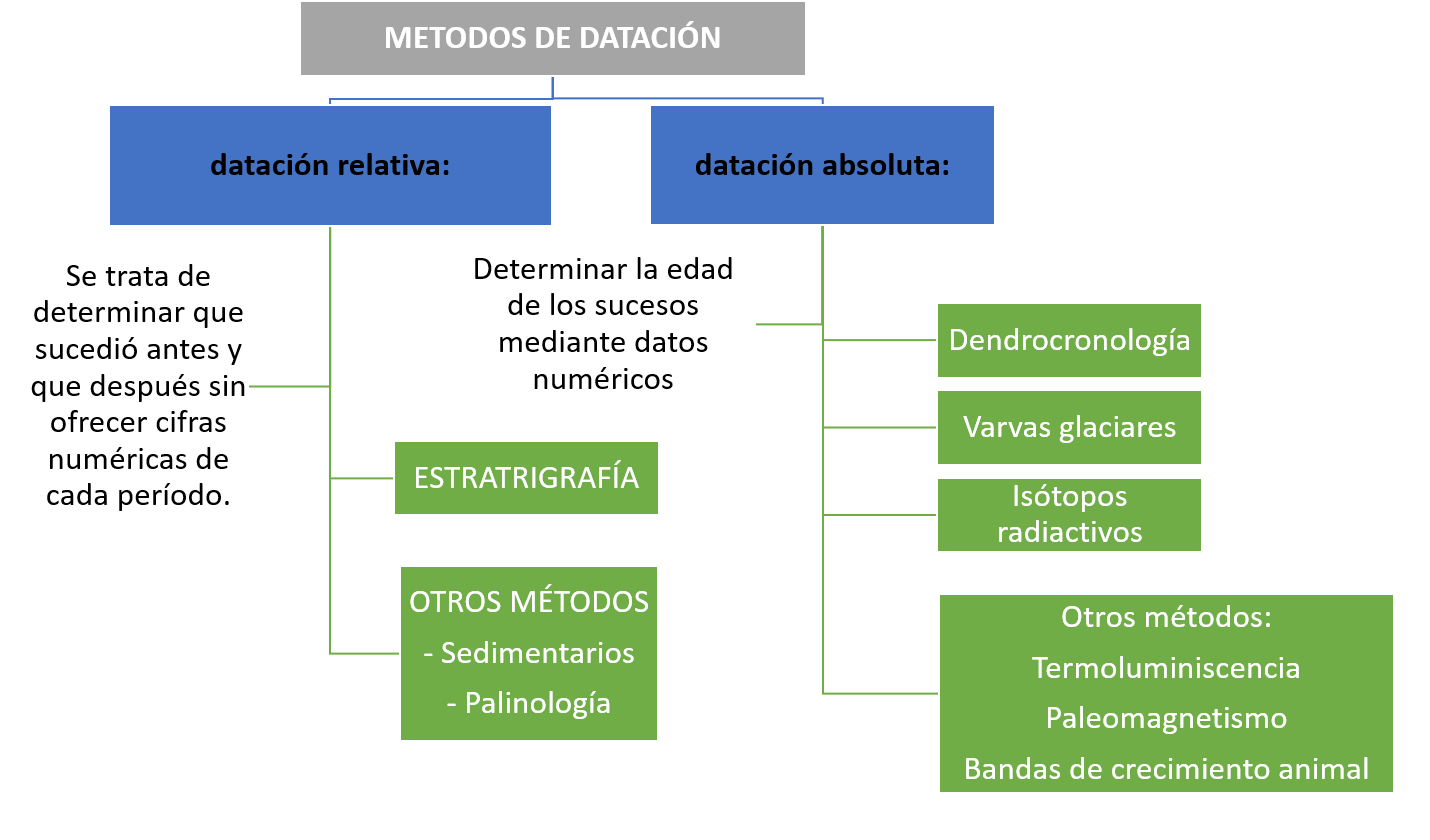 METODOS DE DATACIÓN
datación relativa:
datación absoluta:
Se trata de
determinar que
sucedió antes y
que después sin
ofrecer cifras
numéricas de
cada período.
ESTRATRIGRAFÍA
OTROS MÉTODOS
- Sedimentarios
- Palinología
Determinar la edad
de los sucesos
mediante datos
numéricos
Dendrocronología
Varvas glaciares
Isótopos
radiactivos
Otros métodos:
Termoluminiscencia
Paleomagnetismo
Bandas de crecimiento animal